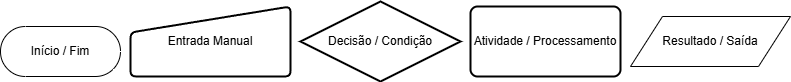 Início / Fim
Entrada Manual
Decisão / Condição
Atividade / Processamento
Resultado / Saída